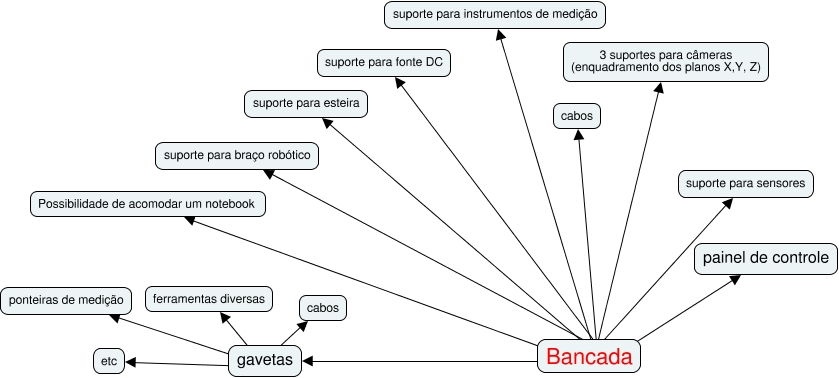 suporte para instrumentos de medição
3 suportes para câmeras
(enquadramento dos planos X,Y, Z)
suporte para fonte DC
suporte para esteira
cabos
suporte para braço robótico
suporte para sensores
Possibilidade de acomodar um notebook
painel de controle
ponteiras de medição
ferramentas diversas
cabos
etc
gavetas
Bancada